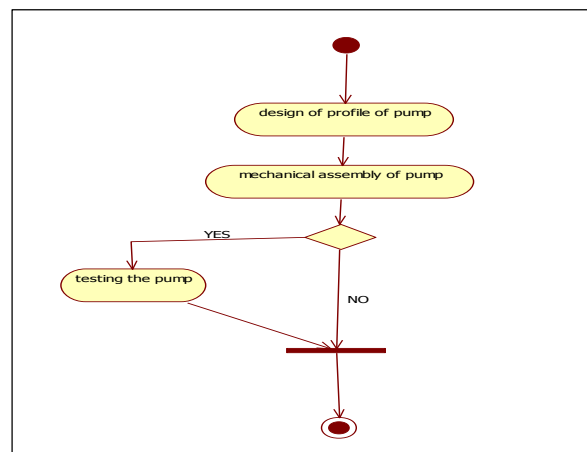 design of profile of pump
mechanical assembly of pump
YES
testing the pump
NO